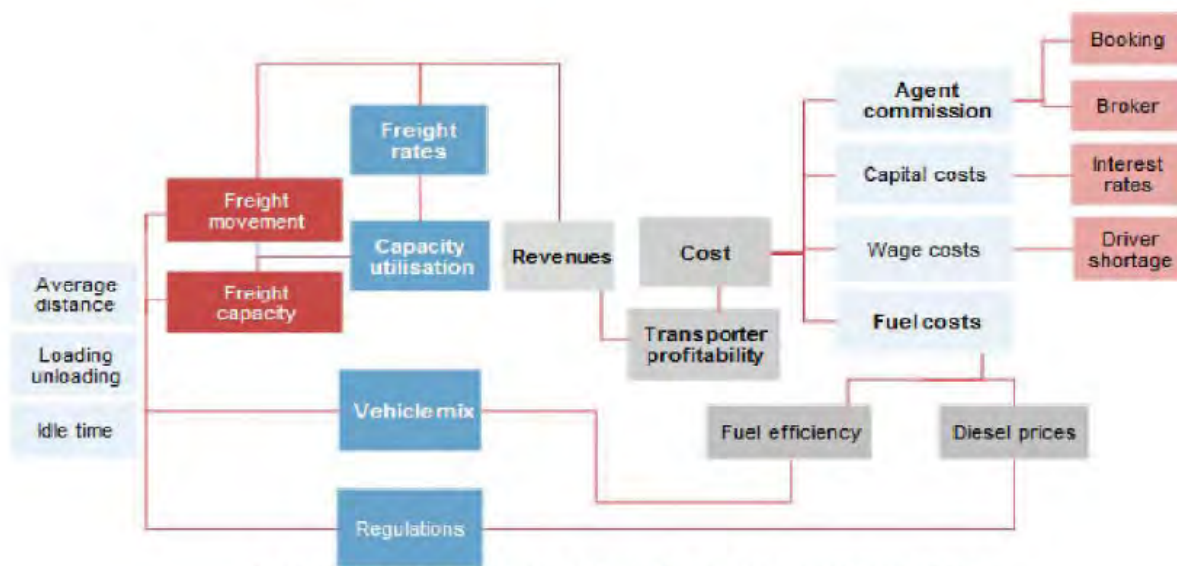 Booking
Agent
commission
Broker
Freight
rates
Capital costs
Interest
rates
Freight
movement
Capacity
utilisation
Revenues
Cost
Wage costs
Driver
shortage
Average
distance
Freight
capacity
Fuel costs
Transporter
profitability
Loading
unloading
Vehicle mix
Idle time
Fuel efficiency
Diesel prices
Regulations